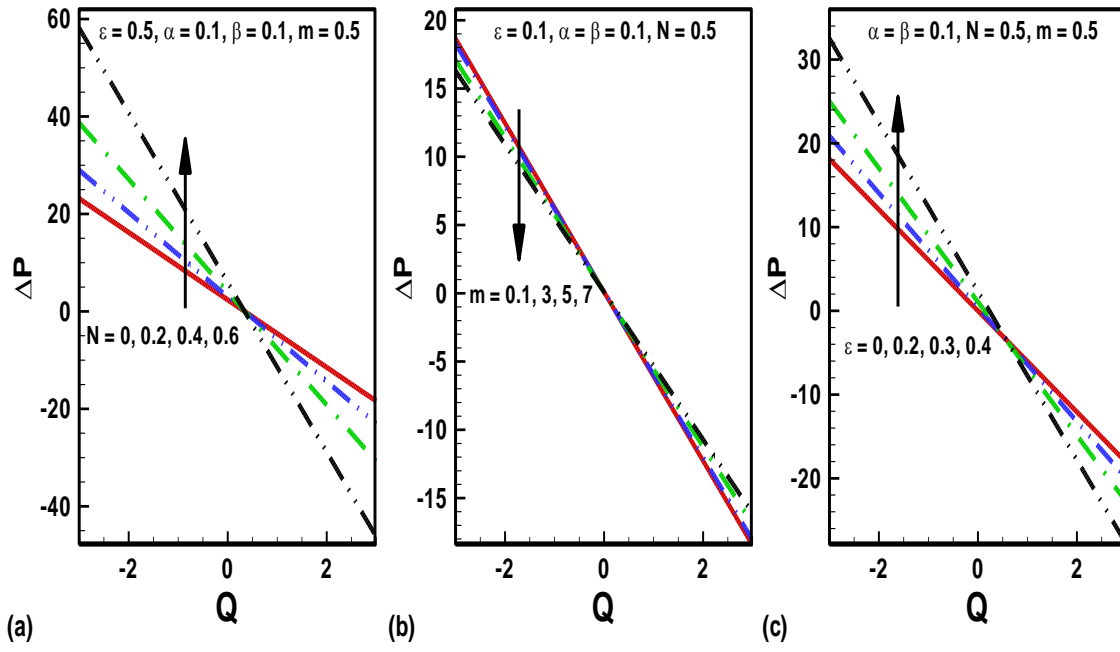 ε = 0.5, α = 0.1, β = 0.1, m = 0.5
60
40
20
0
-20
-40
ΔP
N = 0, 0.2, 0.4, 0.6
-2
0
2
Q
(a)
ε = 0.1, α = β = 0.1, N = 0.5
20
15
10
5
0
-5
-10
-15
ΔP
m = 0.1, 3, 5, 7
-2
0
2
Q
(b)
α = β = 0.1, N = 0.5, m = 0.5
30
20
10
0
-10
-20
ΔP
ε = 0, 0.2, 0.3, 0.4
-2
0
2
Q
(c)